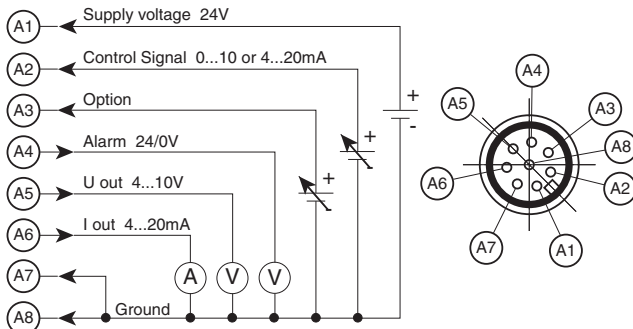 A1 Supply voltage 24V
A2 Control Signal 0...10 or 4...20mA
A3 Option
A4 Alarm 24/0V
A5 U out 4...10V
A6 I out 4...20mA
A7
A8 Ground
+
-
+
+
A V V
A4
A5
A3
A8
A6
A2
A7
A1